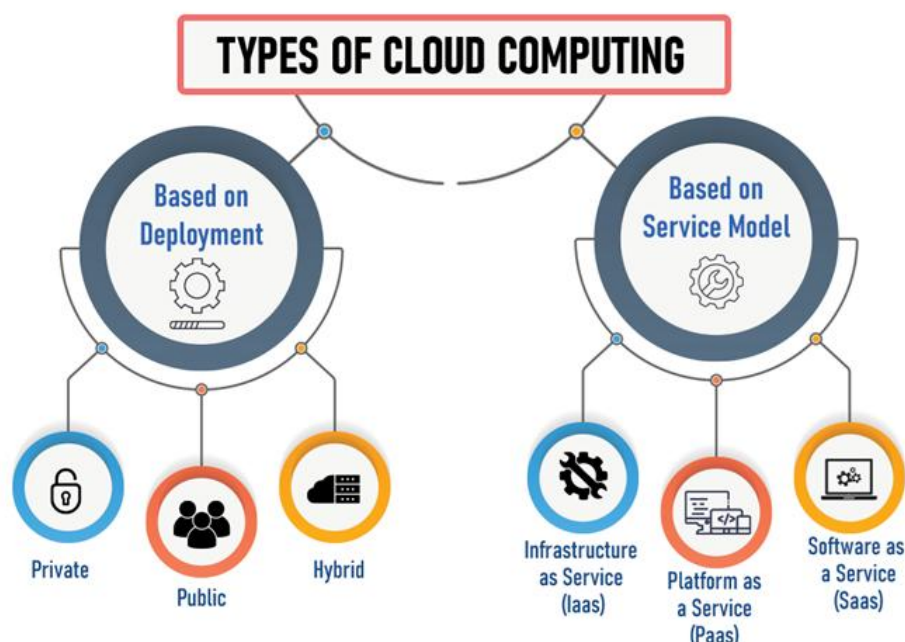 TYPES OF CLOUD COMPUTING
Based on
Deployment
Private
Public
Hybrid
Based on
Service Model
Infrastructure
as Service
(Iaas)
Platform as
a Service
(Paas)
Software as
a Service
(Saas)